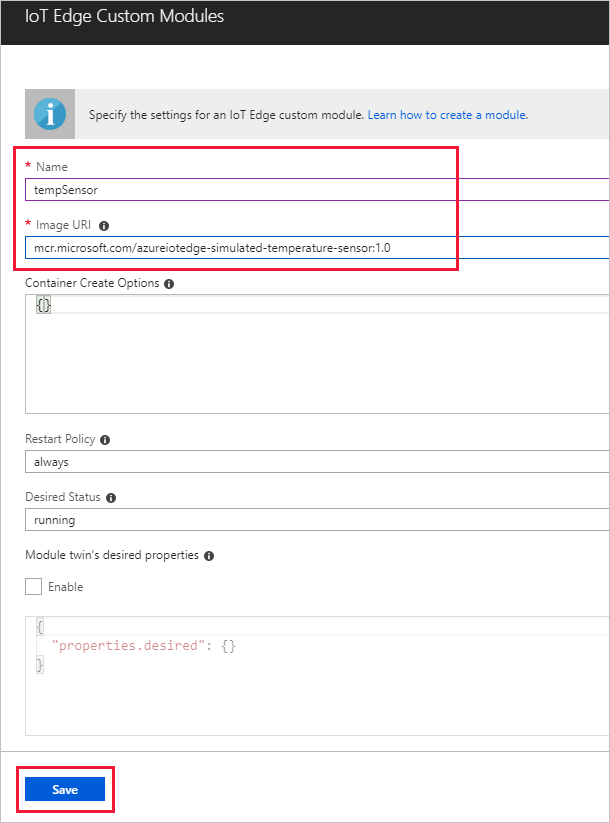 IoT Edge Custom Modules
Specify the settings for an IoT Edge custom module. Learn how to create a module.
* Name
tempSensor
* Image URI
mcr.microsoft.com/azureiotedge-simulated-temperature-sensor:1.0
Container Create Options
{}
Restart Policy
always
Desired Status
running
Module twin's desired properties
Enable
{
"properties.desired": {}
}
Save